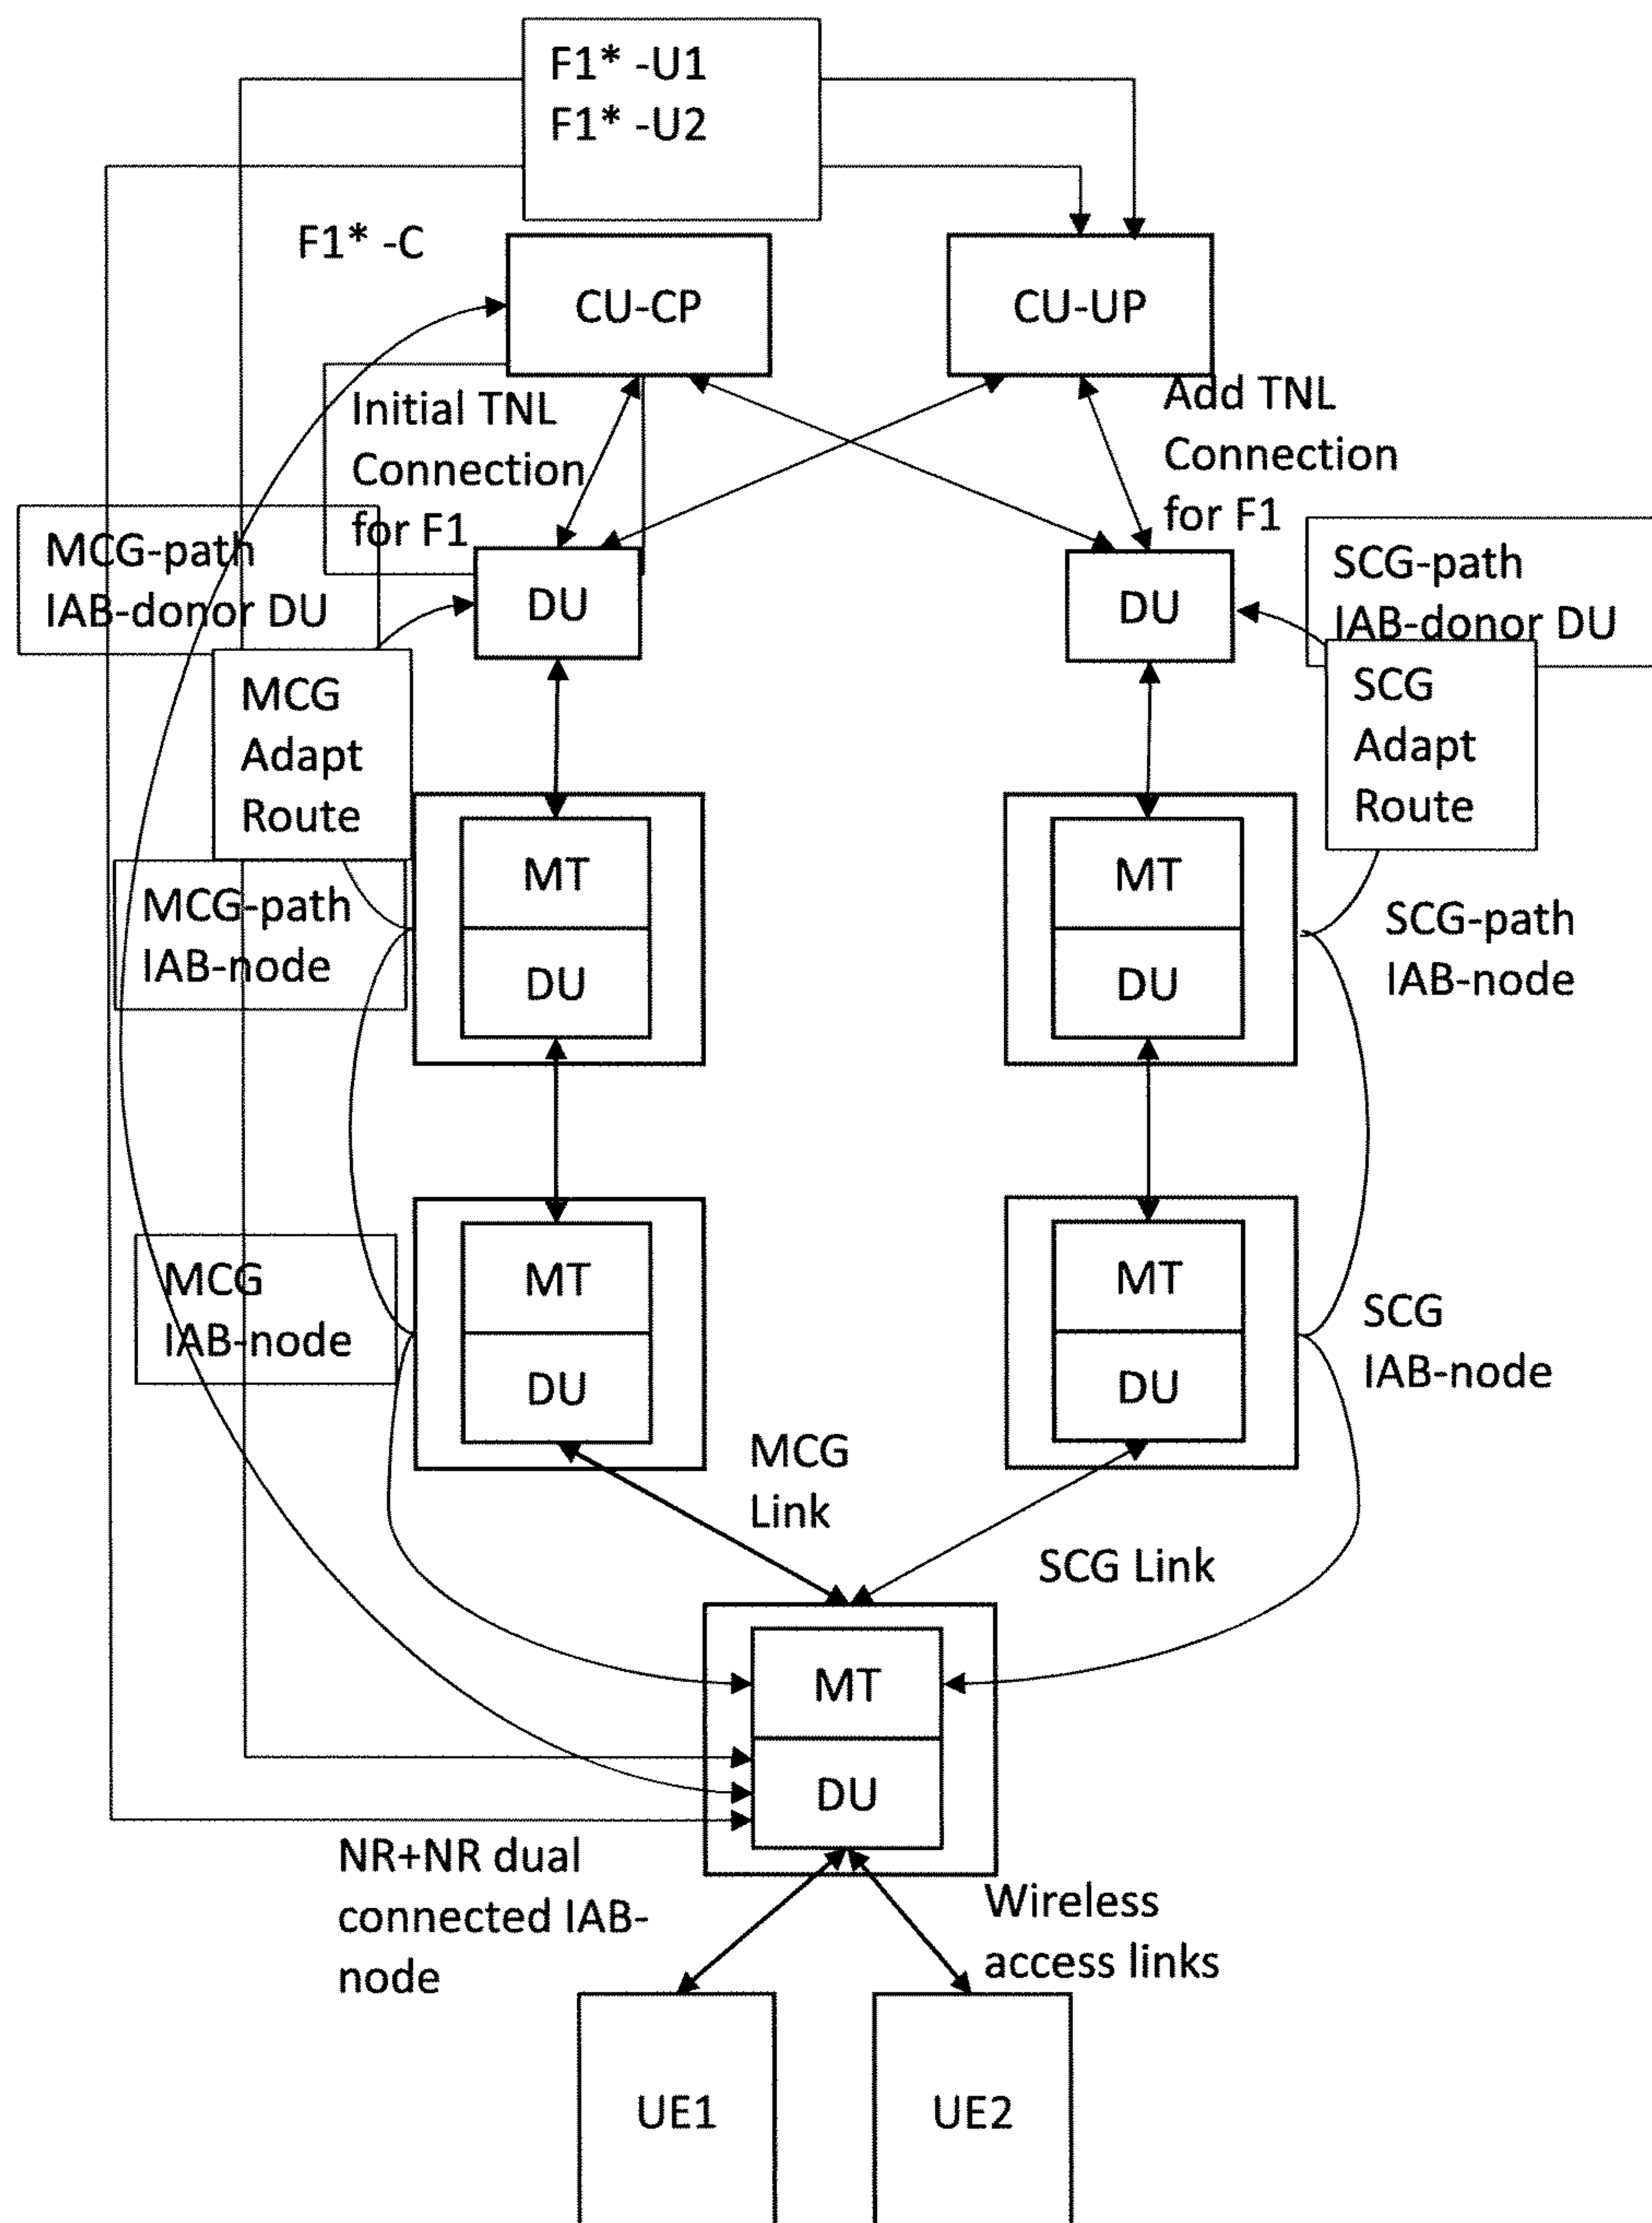 F1* -U1
F1* -U2
F1* -C
CU-CP
CU-UP
Initial TNL
Connection
for F1
Add TNL
Connection
for F1
MCG-path
IAB-donor DU
DU
DU
SCG-path
IAB-donor DU
MCG
Adapt
Route
SCG
Adapt
Route
MCG-path
IAB-node
MT
DU
MT
DU
SCG-path
IAB-node
MCG
IAB-node
MT
DU
MT
DU
SCG
IAB-node
MCG
Link
SCG Link
MT
DU
NR+NR dual
connected IAB-
node
Wireless
access links
UE1
UE2